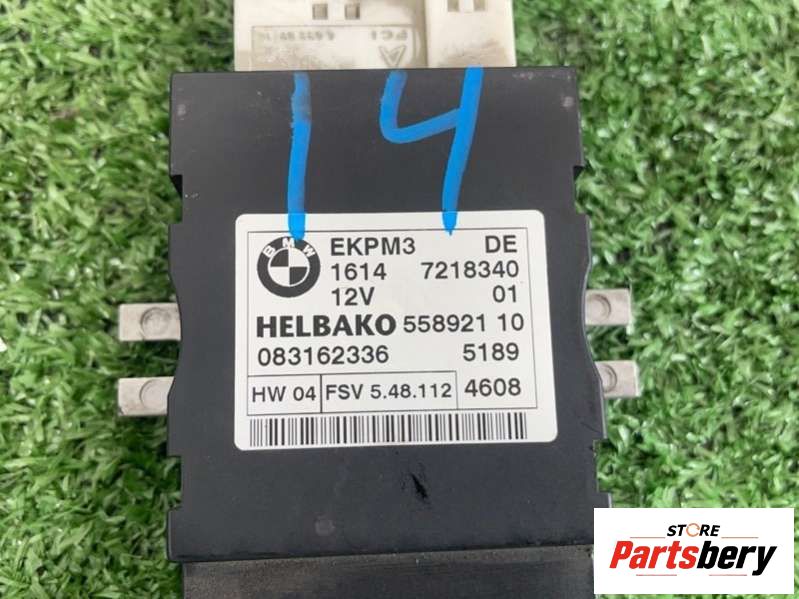 FCI
14
BMW
EKPM3 DE
1614 7218340
12V 01
HELBAKO 558921 10
083162336 5189
HW 04 FSV 5.48.112 4608
STORE
Partsbery